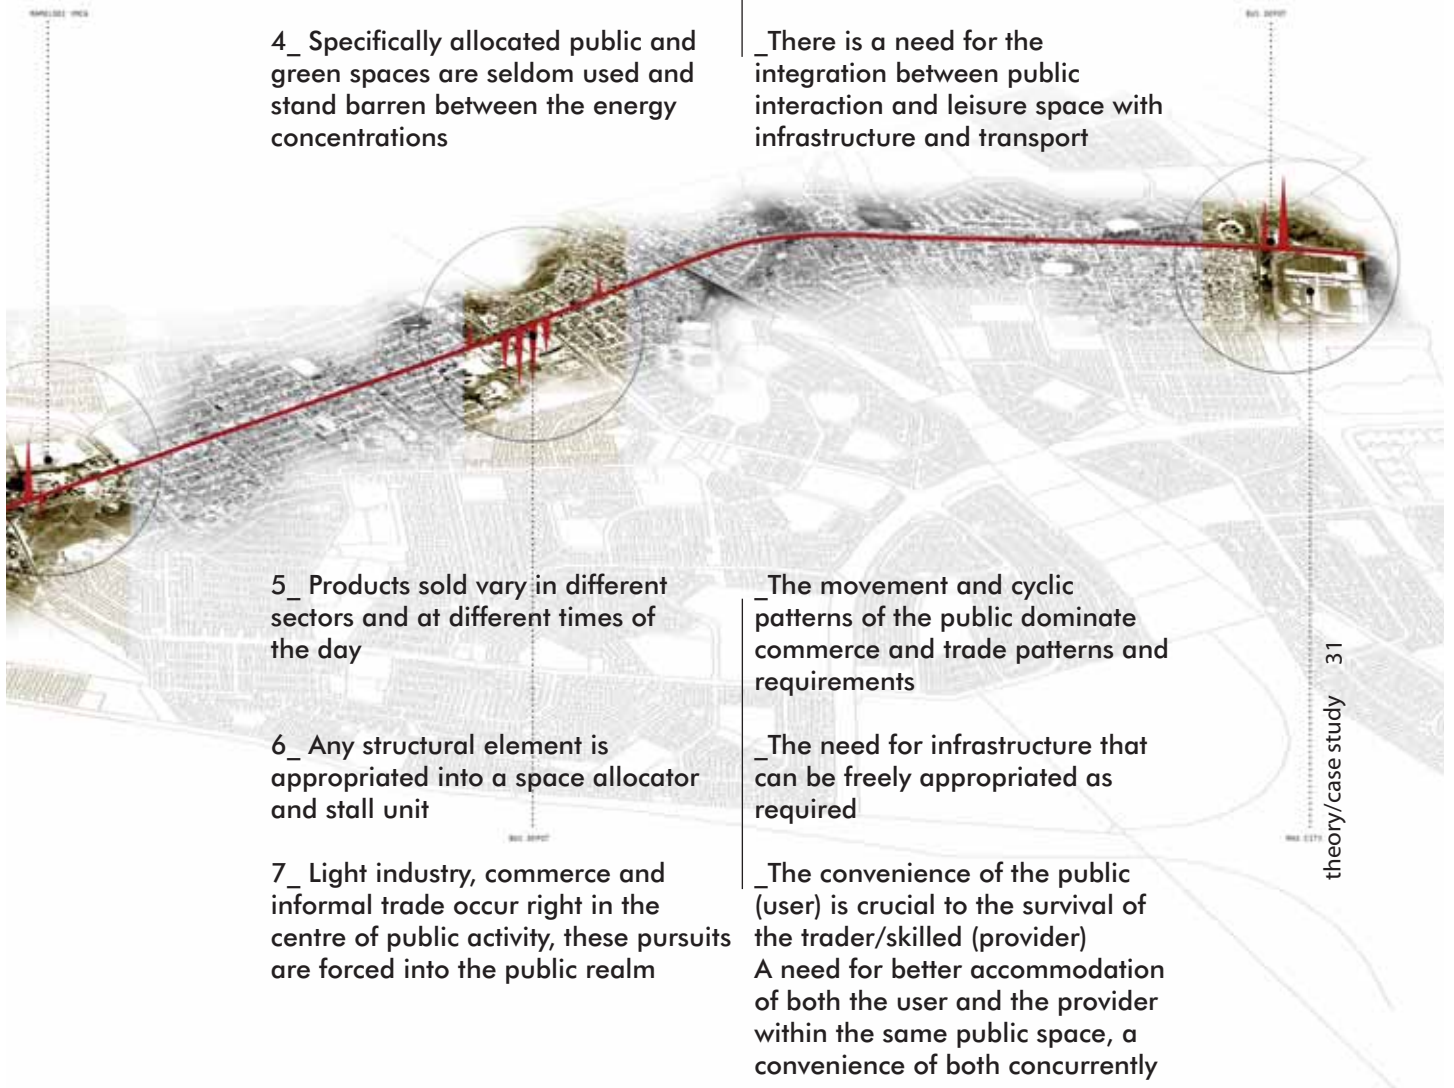 MAMELODI YMCA
BUS DEPOT
4_ Specifically allocated public and
green spaces are seldom used and
stand barren between the energy
concentrations
_There is a need for the
integration between public
interaction and leisure space with
infrastructure and transport
5_ Products sold vary in different
sectors and at different times of
the day
_The movement and cyclic
patterns of the public dominate
commerce and trade patterns and
requirements
6_ Any structural element is
appropriated into a space allocator
and stall unit
_The need for infrastructure that
can be freely appropriated as
required
BUS DEPOT
7_ Light industry, commerce and
informal trade occur right in the
centre of public activity, these pursuits
are forced into the public realm
_The convenience of the public
(user) is crucial to the survival of
the trader/skilled (provider)
A need for better accommodation
of both the user and the provider
within the same public space, a
convenience of both concurrently
CITY
theory/case study 31